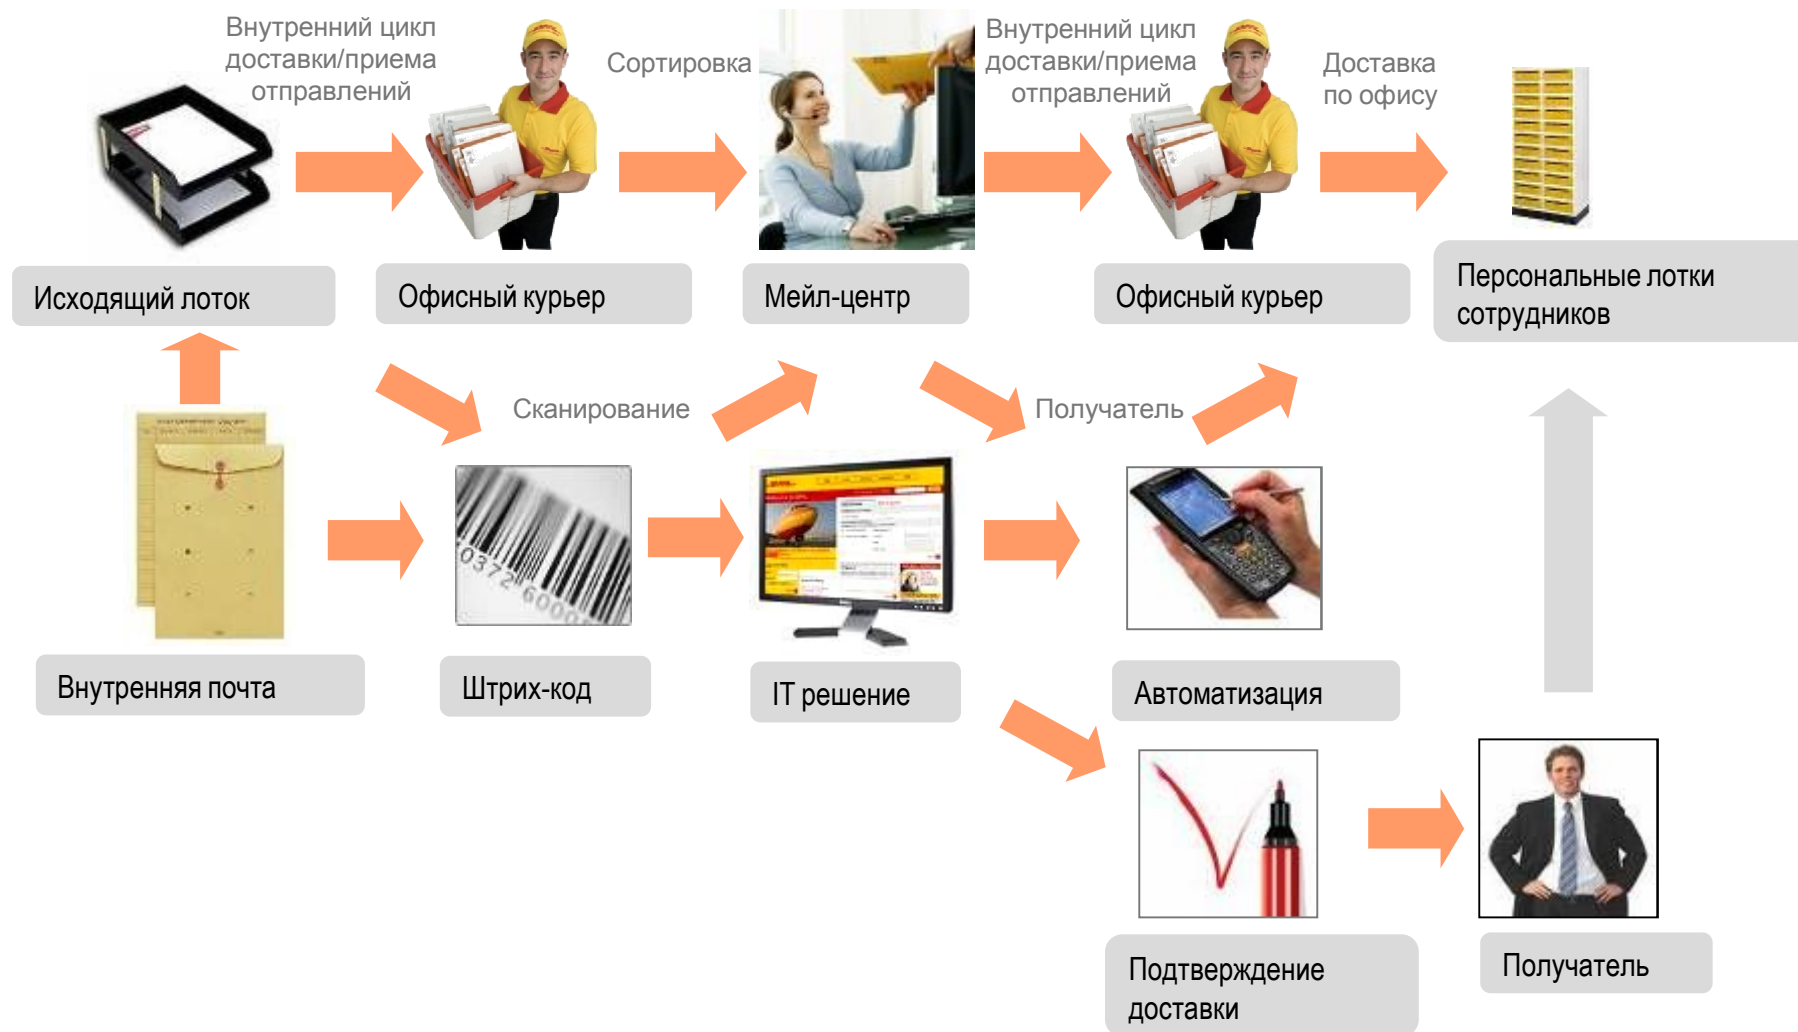 Внутренний цикл
доставки/приема
отправлений
Сортировка
Внутренний цикл
доставки/приема
отправлений
Доставка
по офису
Исходящий лоток
Офисный курьер
Мейл-центр
Офисный курьер
Персональные лотки
сотрудников
Сканирование
Получатель
03726000
Внутренняя почта
Штрих-код
IT решение
Автоматизация
Подтверждение
доставки
Получатель